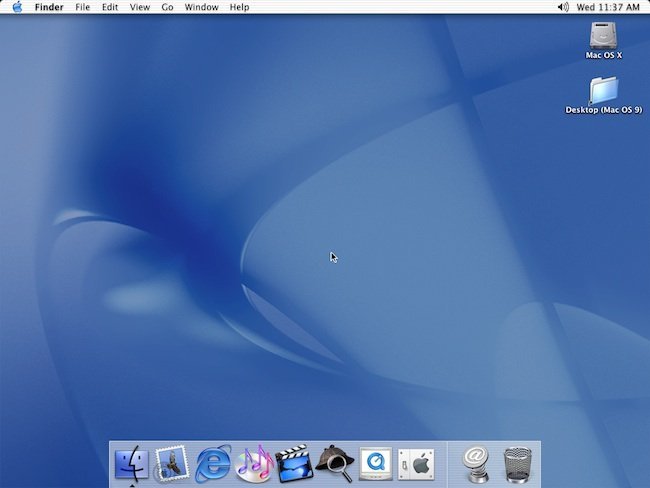 Finder File Edit View Go Window Help Wed 11:37 AM
Mac OS X
Desktop (Mac OS 9)